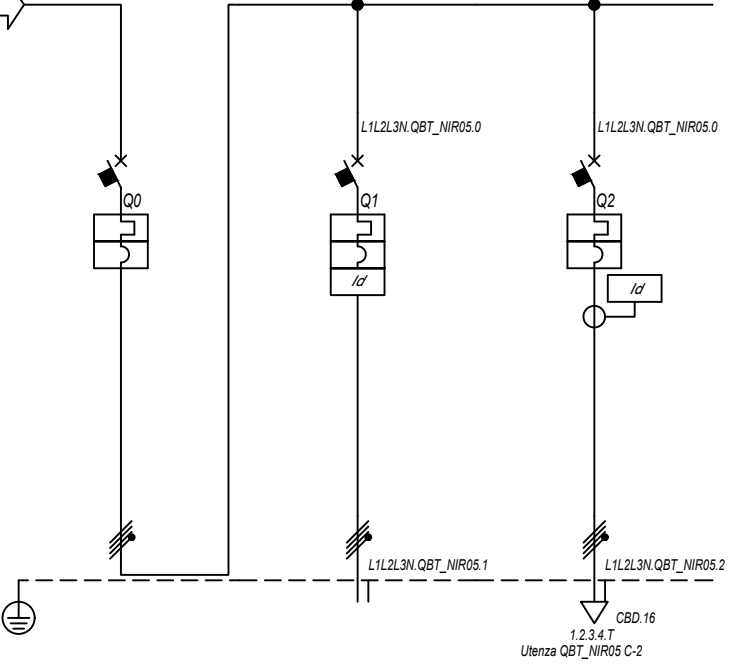 L1L2L3N.QBT_NIR05.0
L1L2L3N.QBT_NIR05.0
Q0
Q1
Q2
Id
Id
L1L2L3N.QBT_NIR05.1
L1L2L3N.QBT_NIR05.2
CBD.16
1.2.3.4.T
Utenza QBT_NIR05 C-2